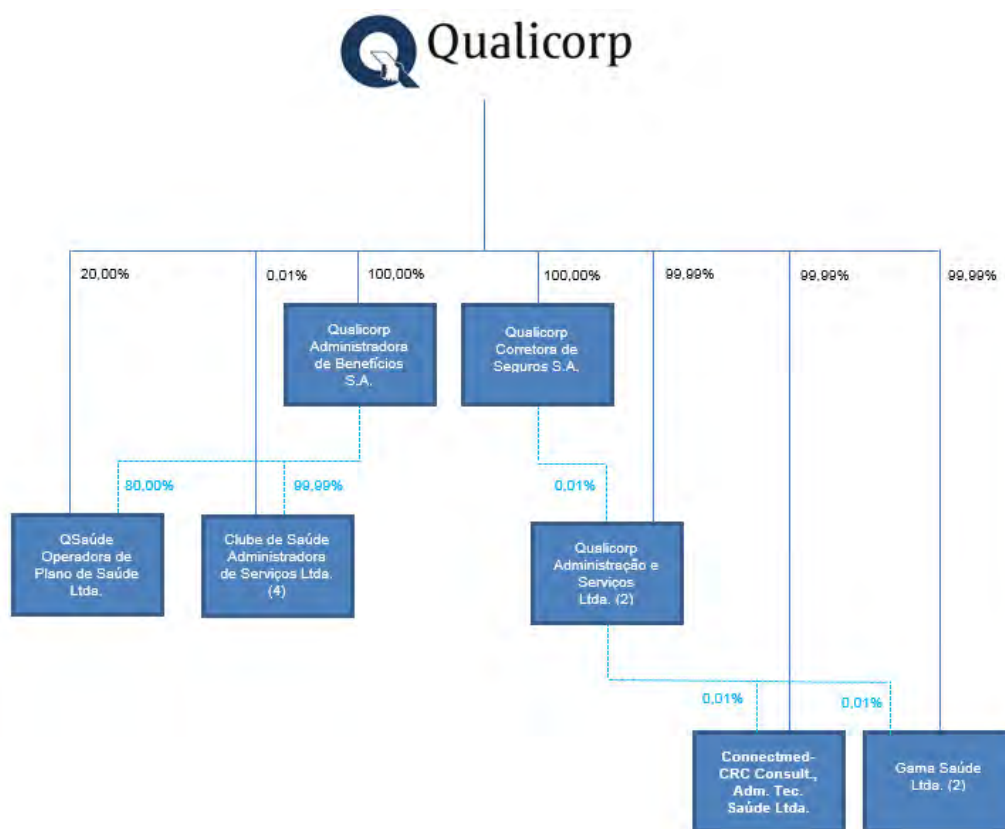 Qualicorp
20,00%
0,01%
100,00%
100,00%
99,99%
99,99%
99,99%
Qualicorp
Administradora
de Benefícios
S.A.
Qualicorp
Corretora de
Seguros S.A.
80,00%
99,99%
0,01%
QSaúde
Operadora de
Plano de Saúde
Ltda.
Clube de Saúde
Administradora
de Serviços Ltda.
(4)
Qualicorp
Administração e
Serviços
Ltda. (2)
0,01%
0,01%
Connectmed-
CRC Consult.,
Adm. Tec.
Saúde Ltda.
Gama Saúde
Ltda. (2)